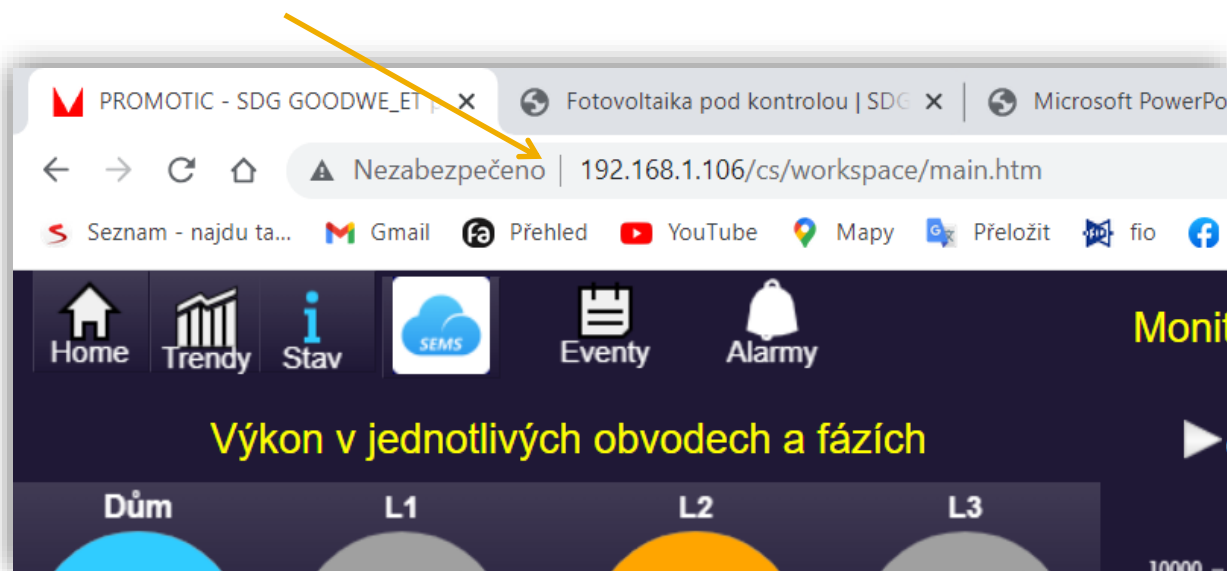 PROMOTIC - SDG GOODWE_ET
Fotovoltaika pod kontrolou | SDG
Microsoft PowerPo
Nezabezpečeno | 192.168.1.106/cs/workspace/main.htm
Seznam - najdu ta... Gmail Přehled YouTube Mapy Přeložit fio
Home Trendy Stav SEMS Eventy Alarmy Monit
Výkon v jednotlivých obvodech a fázích
Dům L1 L2 L3
10000